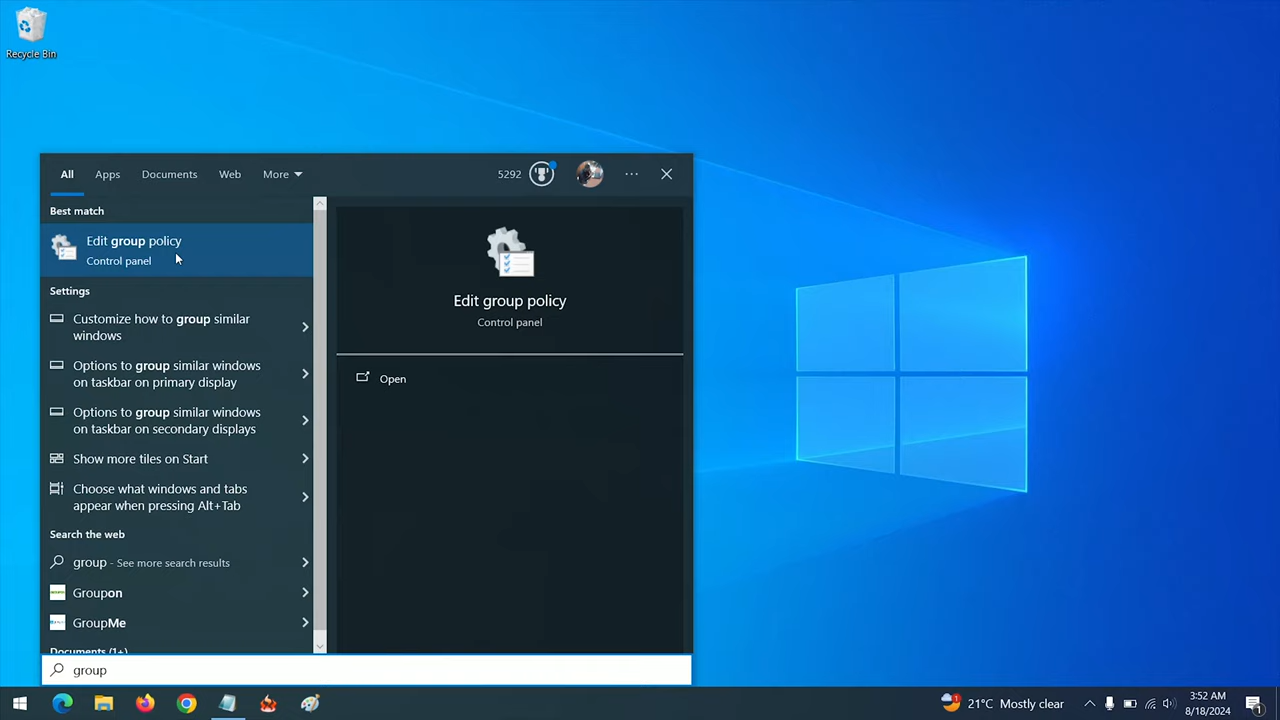 Recycle Bin
All Apps Documents Web More 5292
Best match
Edit group policy
Control panel
Settings
Customize how to group similar
windows
Options to group similar windows
on taskbar on primary display
Options to group similar windows
on taskbar on secondary displays
Show more tiles on Start
Choose what windows and tabs
appear when pressing Alt+Tab
Search the web
group - See more search results
Groupon
GroupMe
Documents (1+)
Edit group policy
Control panel
Open
group
1 21°C Mostly clear
3:52 AM
8/18/2024
1